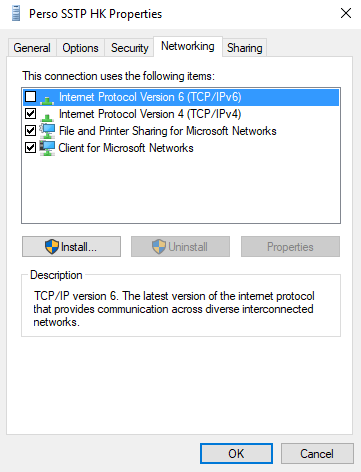 Perso SSTP HK Properties
General Options Security Networking Sharing
This connection uses the following items:
Internet Protocol Version 6 (TCP/IPv6)
Internet Protocol Version 4 (TCP/IPv4)
File and Printer Sharing for Microsoft Networks
Client for Microsoft Networks
Install... Uninstall Properties
Description
TCP/IP version 6. The latest version of the internet protocol
that provides communication across diverse interconnected
networks.
OK Cancel